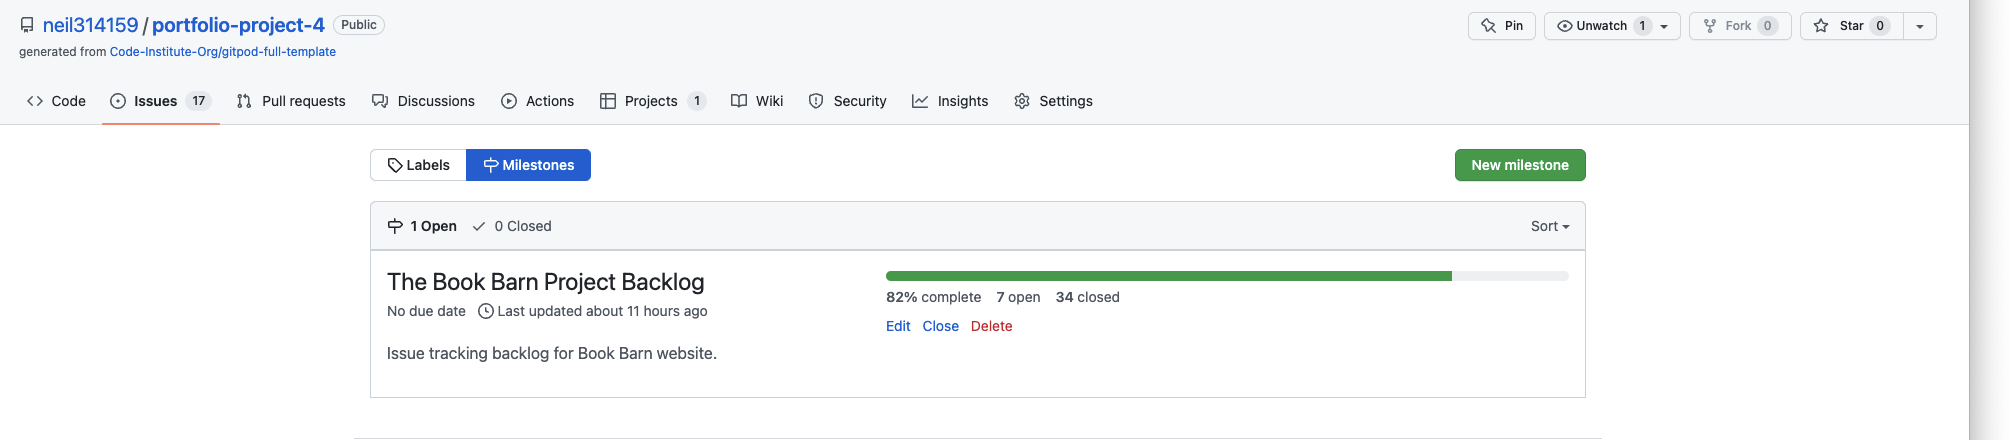 neil314159 / portfolio-project-4 Public Pin Unwatch 1 Fork 0 Star 0
generated from Code-Institute-Org/gitpod-full-template
Code Issues 17 Pull requests Discussions Actions Projects 1 Wiki Security Insights Settings
Labels Milestones New milestone
1 Open 0 Closed Sort
The Book Barn Project Backlog
No due date Last updated about 11 hours ago
82% complete 7 open 34 closed
Edit Close Delete
Issue tracking backlog for Book Barn website.